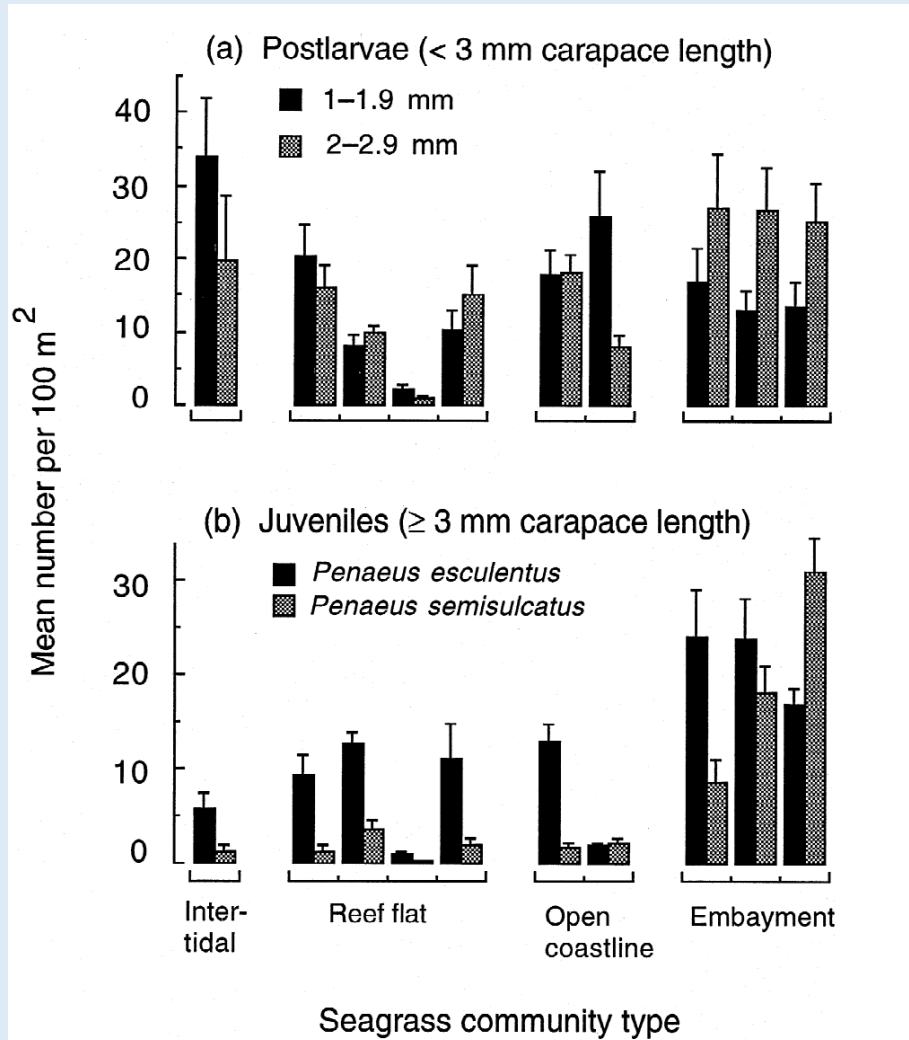 (a) Postlarvae (< 3 mm carapace length)
1–1.9 mm
2–2.9 mm
40
30
20
10
0
Mean number per 100 m 2
(b) Juveniles (≥ 3 mm carapace length)
Penaeus esculentus
Penaeus semisulcatus
30
20
10
0
Inter-
tidal
Reef flat
Open
coastline
Embayment
Seagrass community type